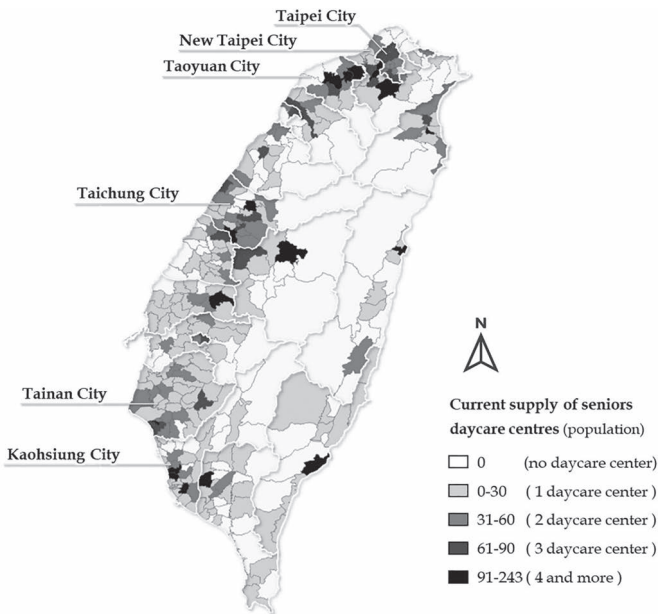 Taipei City
New Taipei City
Taoyuan City
Taichung City
Tainan City
Kaohsiung City
N
Current supply of seniors
daycare centres (population)
0 (no daycare center)
0-30 ( 1 daycare center )
31-60 ( 2 daycare center )
61-90 ( 3 daycare center )
91-243 ( 4 and more )